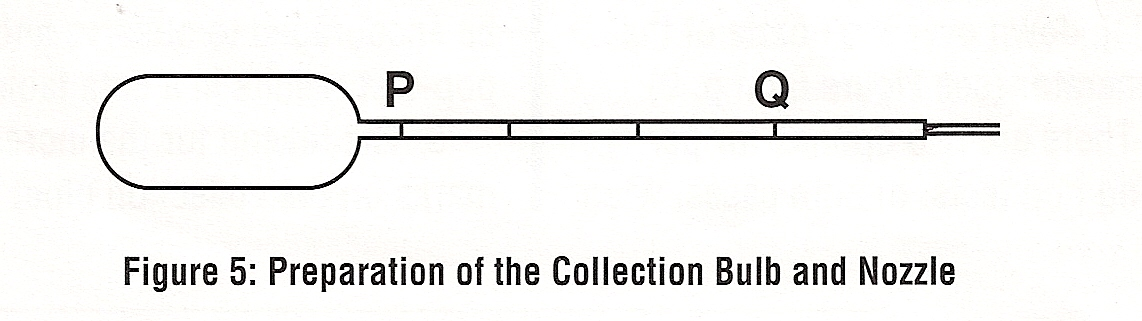 P Q
Figure 5: Preparation of the Collection Bulb and Nozzle